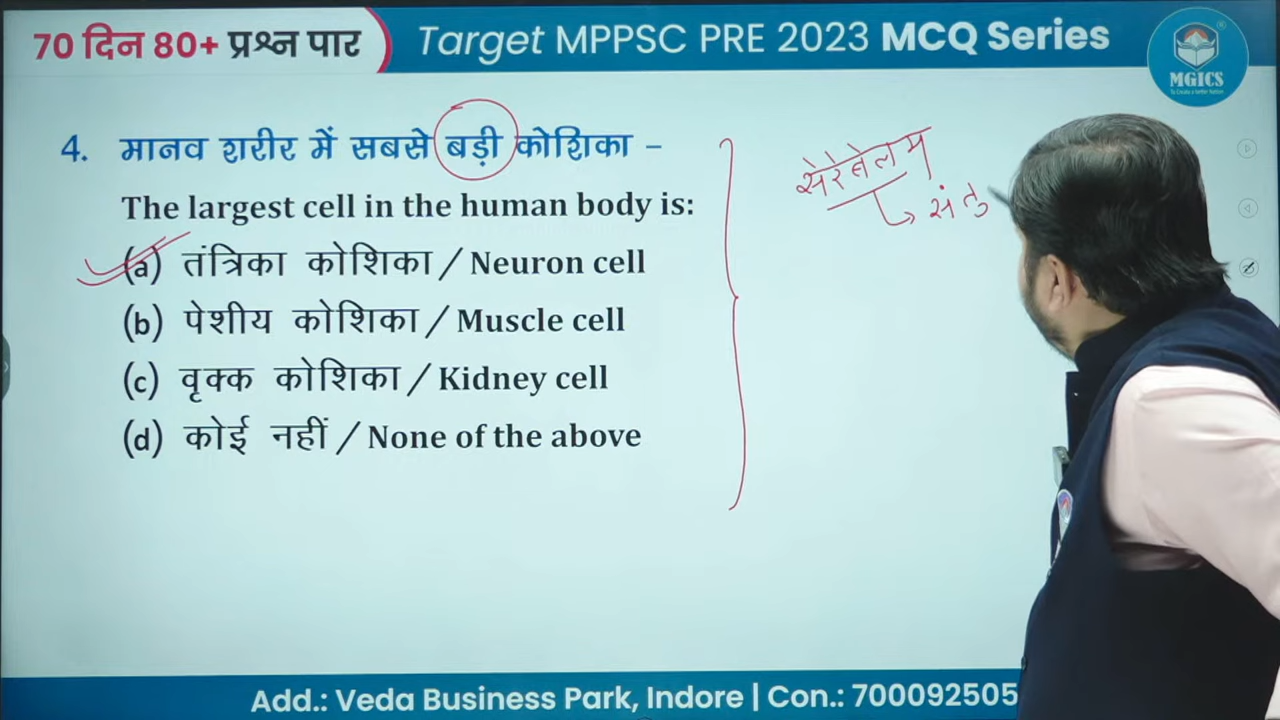 70 दिन 80+ प्रश्न पार
Target MPPSC PRE 2023 MCQ Series
MGICS
4. मानव शरीर में सबसे बड़ी कोशिका –
The largest cell in the human body is:
(a) तंत्रिका कोशिका / Neuron cell
(b) पेशीय कोशिका / Muscle cell
(c) वृक्क कोशिका / Kidney cell
(d) कोई नहीं / None of the above
सेरेबेलम
संतु
Add.: Veda Business Park, Indore | Con.: 700092505